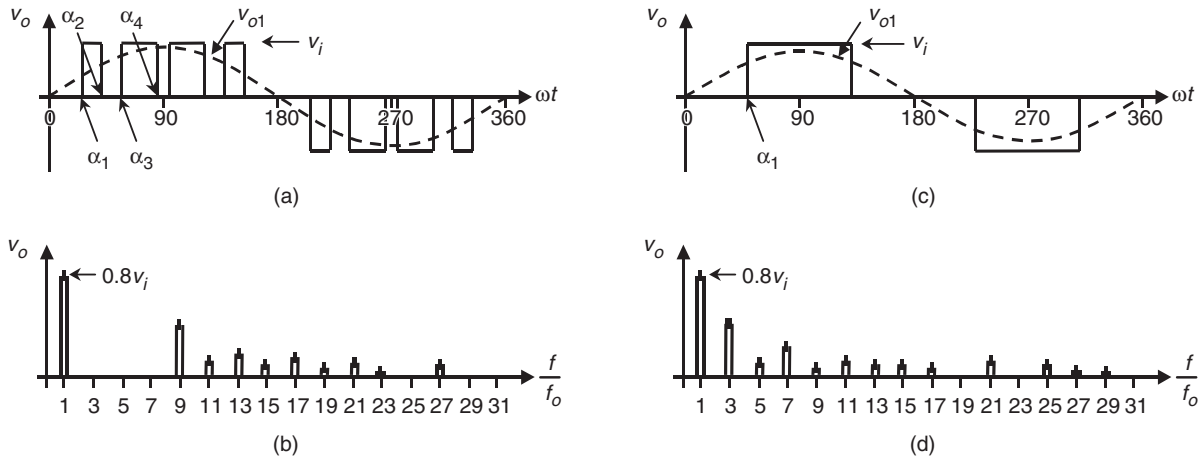 v_o α_2 α_4 v_o1 v_i
0 90 180 270 360 ωt
α_1 α_3
(a)
v_o v_o1 v_i
0 90 180 270 360 ωt
α_1
(c)
v_o 0.8v_i
1 3 5 7 9 11 13 15 17 19 21 23 25 27 29 31
f
f_o
(b)
v_o 0.8v_i
1 3 5 7 9 11 13 15 17 19 21 23 25 27 29 31
f
f_o
(d)